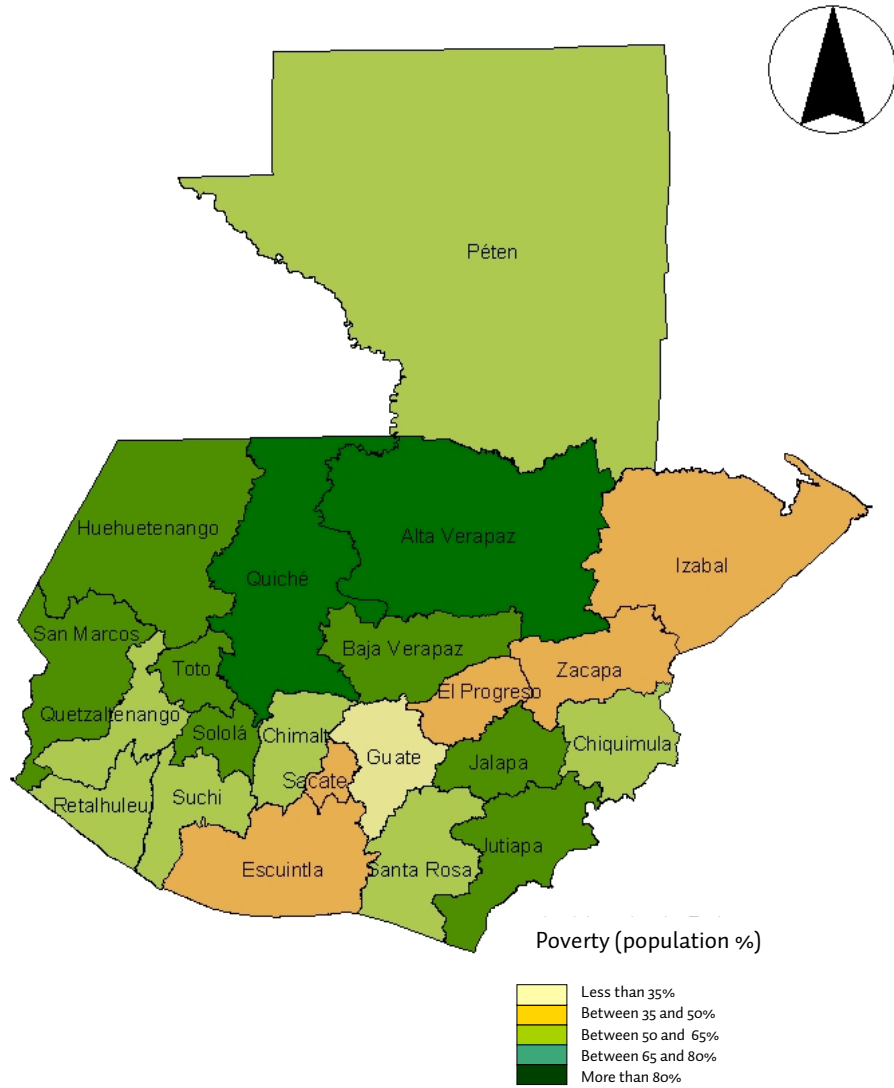 Péten
Huehuetenango
Quiché
Alta Verapaz
Izabal
San Marcos
Toto
Baja Verapaz
Zacapa
El Progreso
Quetzaltenango
Sololá
Chimalt
Guate
Chiquimula
Jalapa
Sacate
Retalhuleu
Suchi
Jutiapa
Escuintla
Santa Rosa
Poverty (population %)
Less than 35%
Between 35 and 50%
Between 50 and 65%
Between 65 and 80%
More than 80%